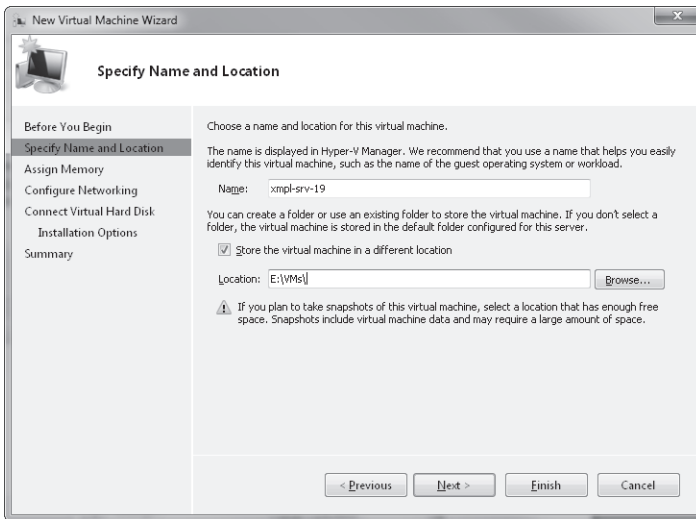 New Virtual Machine Wizard
Specify Name and Location
Before You Begin
Specify Name and Location
Assign Memory
Configure Networking
Connect Virtual Hard Disk
Installation Options
Summary
Choose a name and location for this virtual machine.
The name is displayed in Hyper-V Manager. We recommend that you use a name that helps you easily
identify this virtual machine, such as the name of the guest operating system or workload.
Name: xmpl-srv-19
You can create a folder or use an existing folder to store the virtual machine. If you don't select a
folder, the virtual machine is stored in the default folder configured for this server.
Store the virtual machine in a different location
Location: E:\VMs\
Browse...
If you plan to take snapshots of this virtual machine, select a location that has enough free
space. Snapshots include virtual machine data and may require a large amount of space.
< Previous
Next >
Finish
Cancel